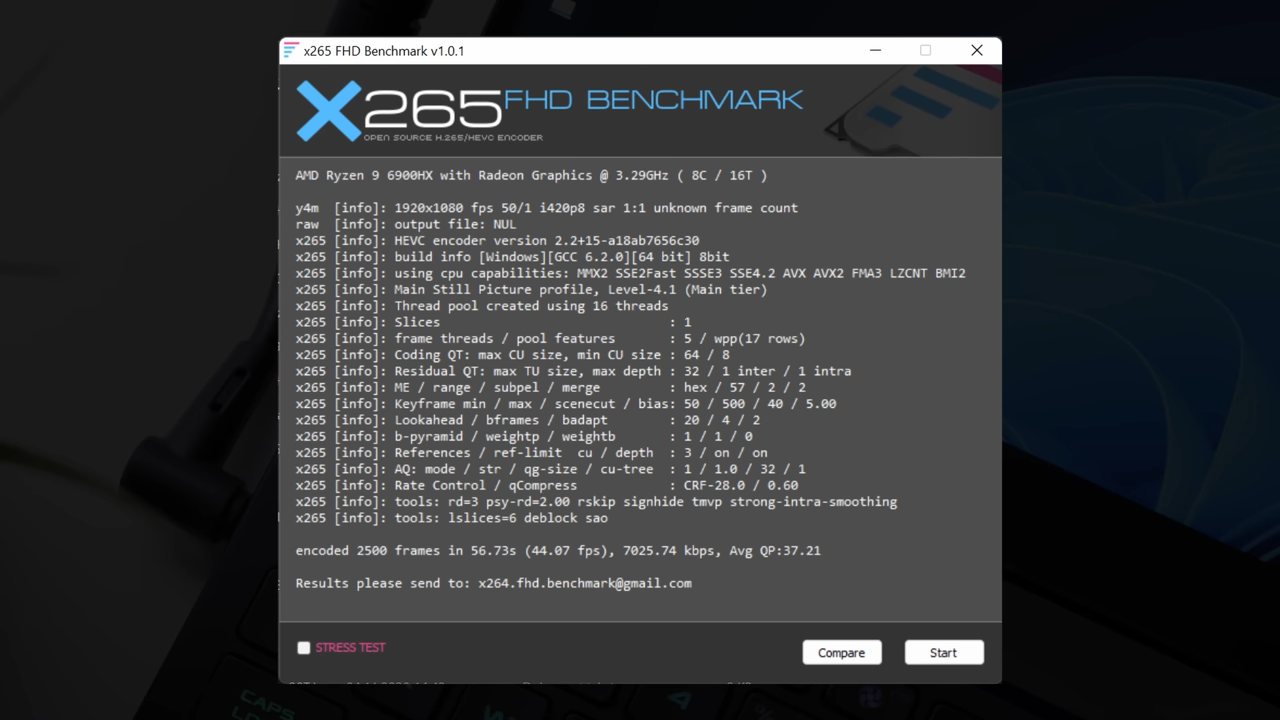 x265 FHD Benchmark v1.0.1
X265 FHD BENCHMARK
OPEN SOURCE H.265/HEVC ENCODER
AMD Ryzen 9 6900HX with Radeon Graphics @ 3.29GHz ( 8C / 16T )
y4m  [info]: 1920x1080 fps 50/1 i420p8 sar 1:1 unknown frame count
raw  [info]: output file: NUL
x265 [info]: HEVC encoder version 2.2+15-a18ab7656c30
x265 [info]: build info [Windows][GCC 6.2.0][64 bit] 8bit
x265 [info]: using cpu capabilities: MMX2 SSE2Fast SSSE3 SSE4.2 AVX AVX2 FMA3 LZCNT BMI2
x265 [info]: Main Still Picture profile, Level-4.1 (Main tier)
x265 [info]: Thread pool created using 16 threads
x265 [info]: Slices                              : 1
x265 [info]: frame threads / pool features       : 5 / wpp(17 rows)
x265 [info]: Coding QT: max CU size, min CU size : 64 / 8
x265 [info]: Residual QT: max TU size, max depth : 32 / 1 inter / 1 intra
x265 [info]: ME / range / subpel / merge         : hex / 57 / 2 / 2
x265 [info]: Keyframe min / max / scenecut / bias: 50 / 500 / 40 / 5.00
x265 [info]: Lookahead / bframes / badapt        : 20 / 4 / 2
x265 [info]: b-pyramid / weightp / weightb       : 1 / 1 / 0
x265 [info]: References / ref-limit  cu / depth  : 3 / on / on
x265 [info]: AQ: mode / str / qg-size / cu-tree  : 1 / 1.0 / 32 / 1
x265 [info]: Rate Control / qCompress            : CRF-28.0 / 0.60
x265 [info]: tools: rd=3 psy-rd=2.00 rskip signhide tmvp strong-intra-smoothing
x265 [info]: tools: lslices=6 deblock sao
encoded 2500 frames in 56.73s (44.07 fps), 7025.74 kbps, Avg QP:37.21
Results please send to: x264.fhd.benchmark@gmail.com
STRESS TEST
Compare
Start
CAPS